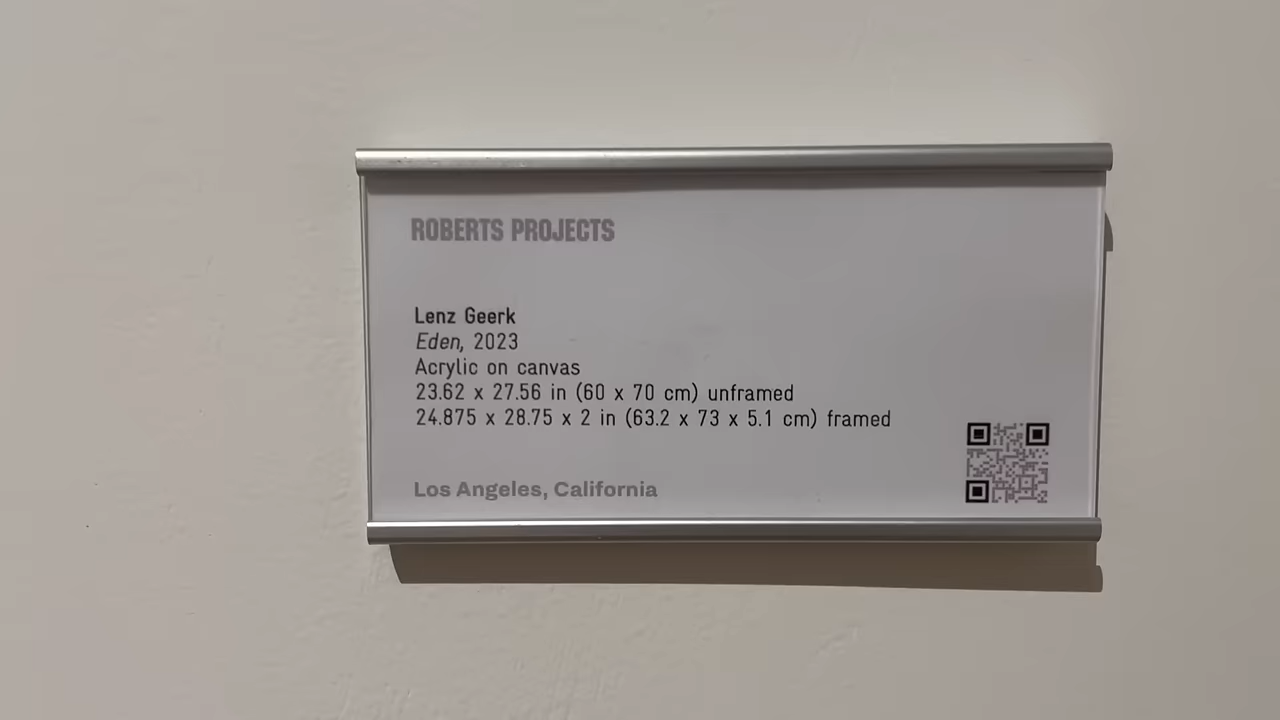 ROBERTS PROJECTS
Lenz Geerk
Eden, 2023
Acrylic on canvas
23.62 x 27.56 in (60 x 70 cm) unframed
24.875 x 28.75 x 2 in (63.2 x 73 x 5.1 cm) framed
Los Angeles, California